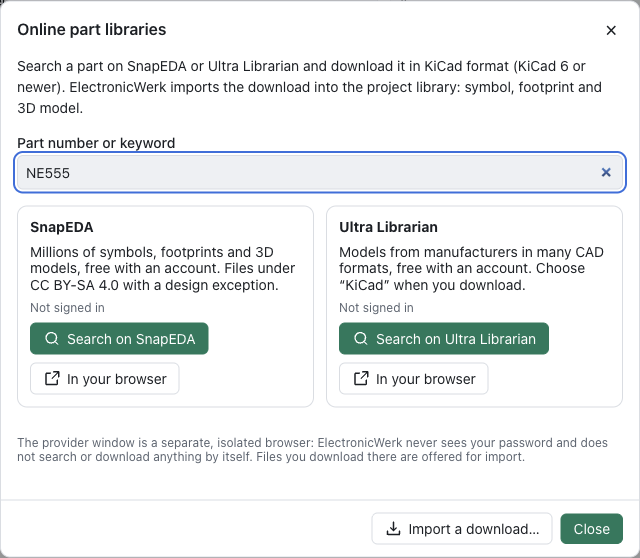 Online part libraries
Search a part on SnapEDA or Ultra Librarian and download it in KiCad format (KiCad 6 or
newer). ElectronicWerk imports the download into the project library: symbol, footprint and
3D model.
Part number or keyword
NE555
SnapEDA
Millions of symbols, footprints and 3D
models, free with an account. Files under
CC BY-SA 4.0 with a design exception.
Not signed in
Search on SnapEDA
In your browser
Ultra Librarian
Models from manufacturers in many CAD
formats, free with an account. Choose
“KiCad” when you download.
Not signed in
Search on Ultra Librarian
In your browser
The provider window is a separate, isolated browser: ElectronicWerk never sees your password and does
not search or download anything by itself. Files you download there are offered for import.
Import a download...
Close